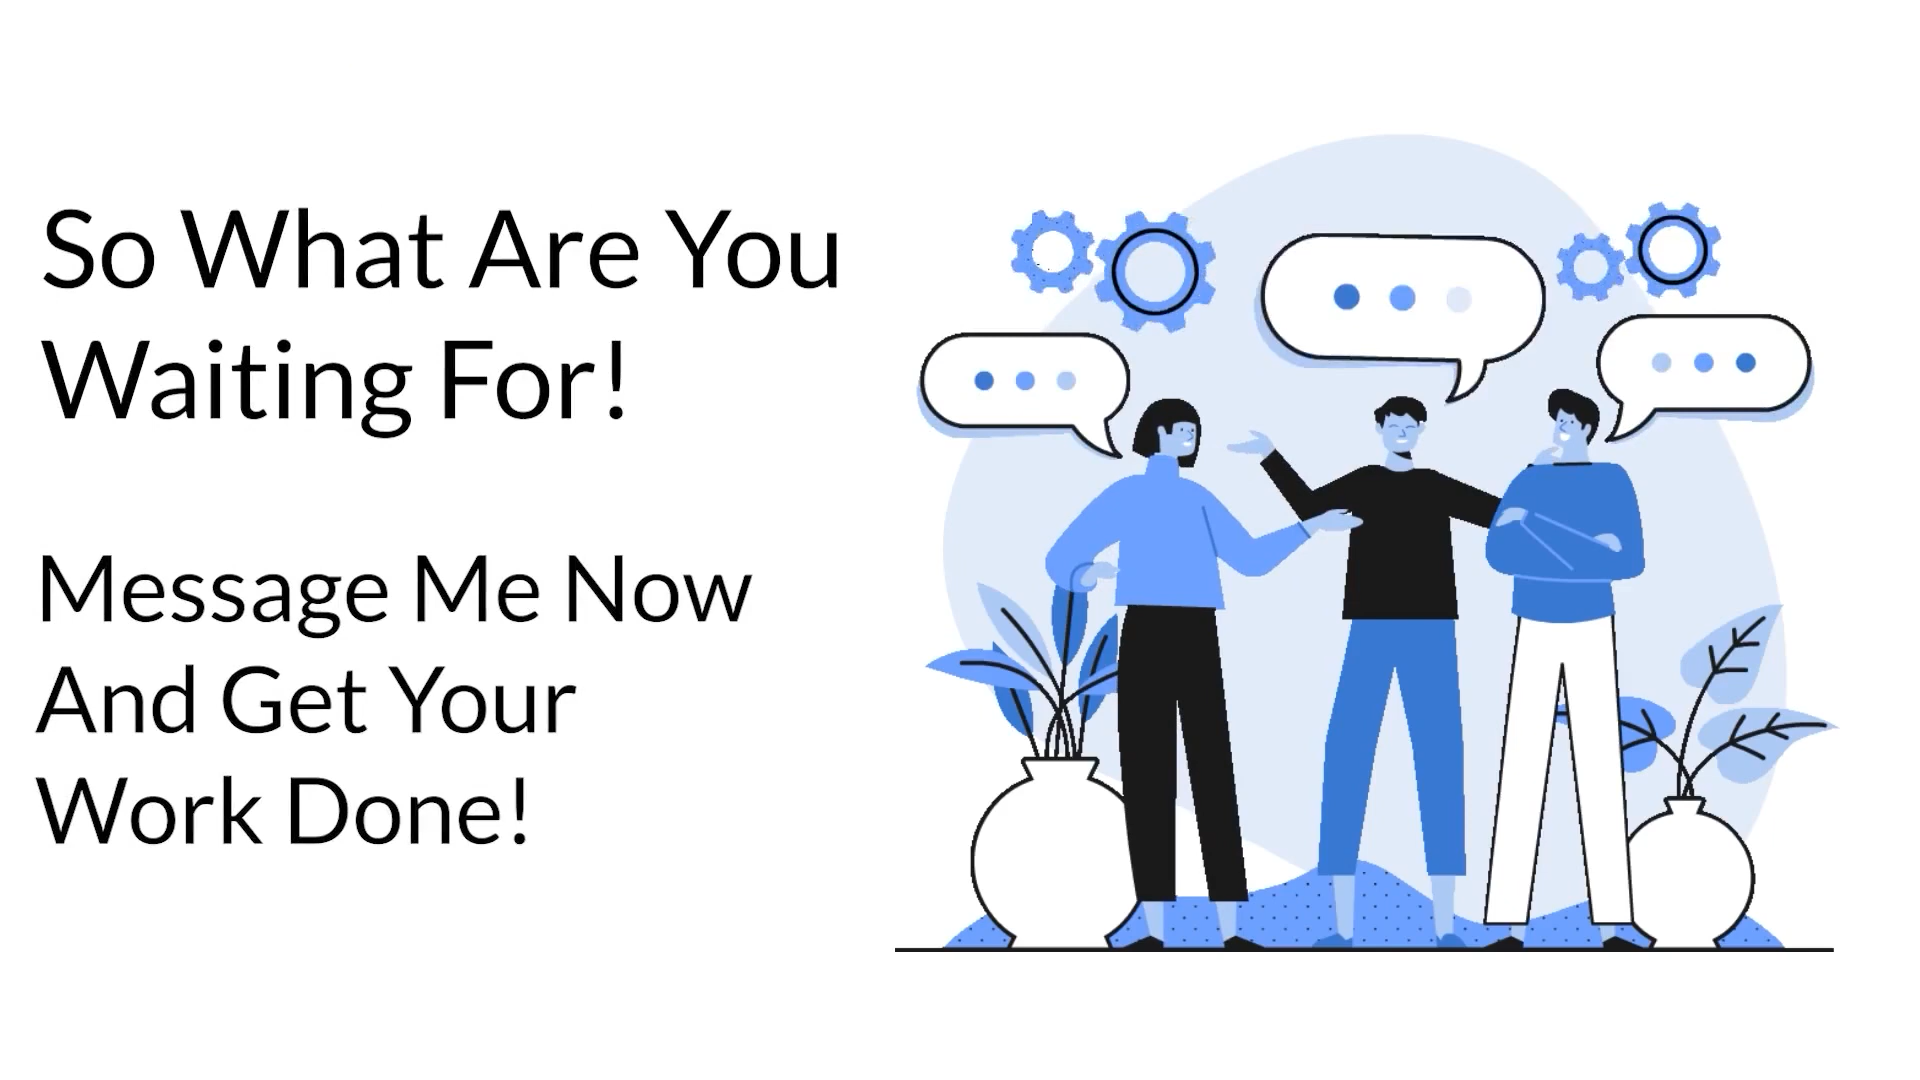 So What Are You
Waiting For!
Message Me Now
And Get Your
Work Done!